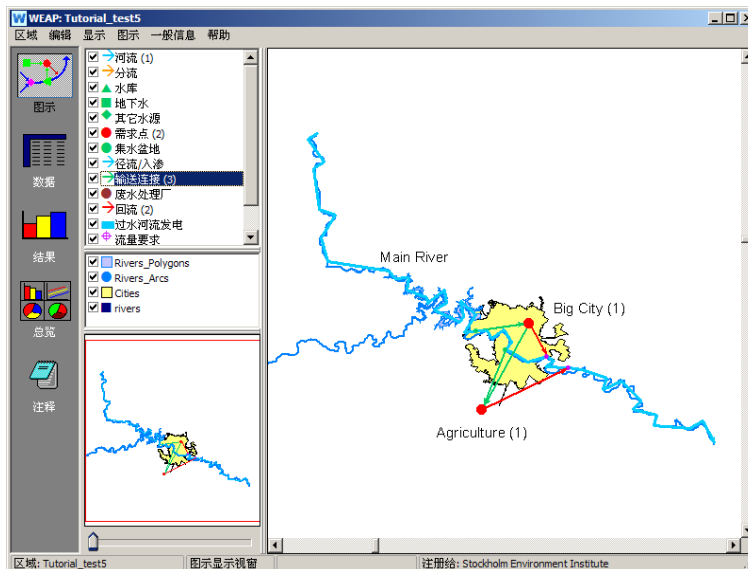 WEAP: Tutorial_test5
区域 编辑 显示 图示 一般信息 帮助
图示
数据
结果
总览
注释
河流 (1)
分流
水库
地下水
其它水源
需求点 (2)
集水盆地
径流/入渗
输送连接 (3)
废水处理厂
回流 (2)
过水河流发电
流量要求
Rivers_Polygons
Rivers_Arcs
Cities
rivers
Main River
Big City (1)
Agriculture (1)
区域: Tutorial_test5
图示显示视窗
注册给: Stockholm Environment Institute